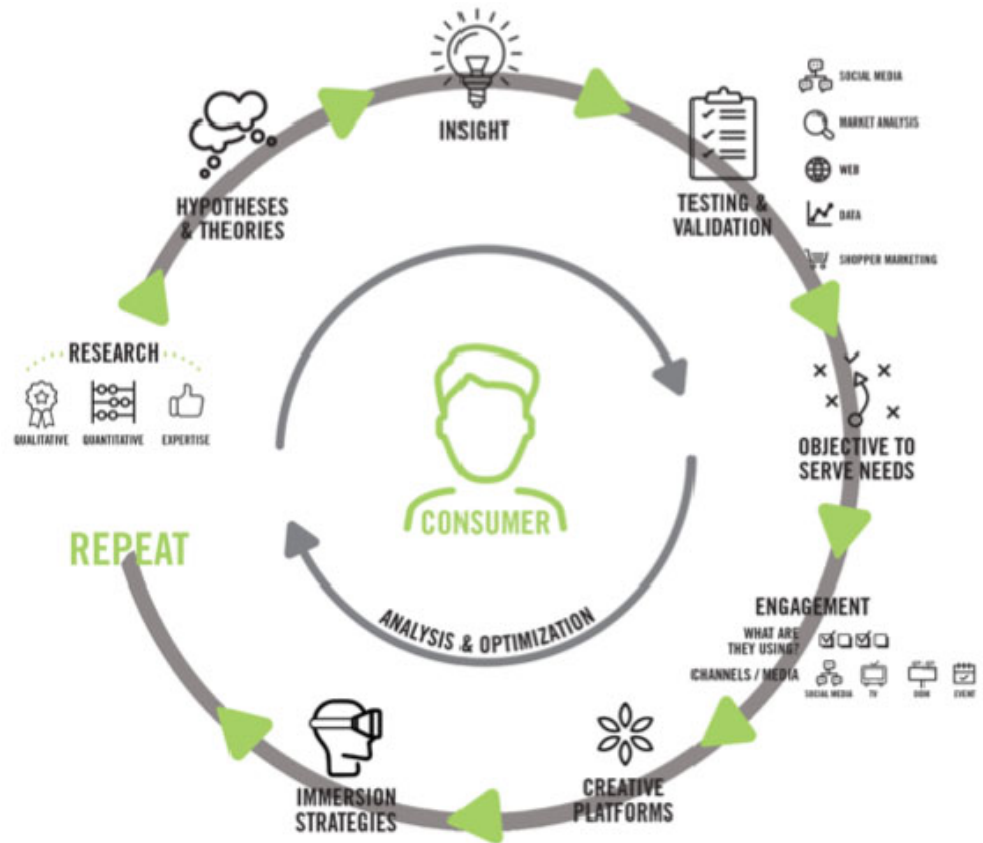 INSIGHT
SOCIAL MEDIA
MARKET ANALYSIS
WEB
DATA
SHOPPER MARKETING
TESTING &
VALIDATION
HYPOTHESES
& THEORIES
RESEARCH
QUALITATIVE QUANTITATIVE EXPERTISE
OBJECTIVE TO
SERVE NEEDS
CONSUMER
REPEAT
ANALYSIS & OPTIMIZATION
ENGAGEMENT
WHAT ARE
THEY USING?
CHANNELS / MEDIA
SOCIAL MEDIA TV OOH EVENT
CREATIVE
PLATFORMS
IMMERSION
STRATEGIES